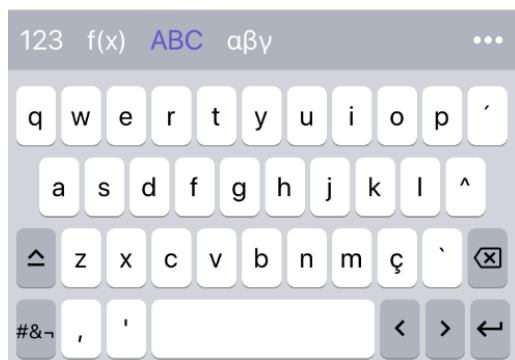 123 f(x) ABC αβγ •••
q w e r t y u i o p ´
a s d f g h j k l ^
z x c v b n m ç `
#&¬ , ' < >